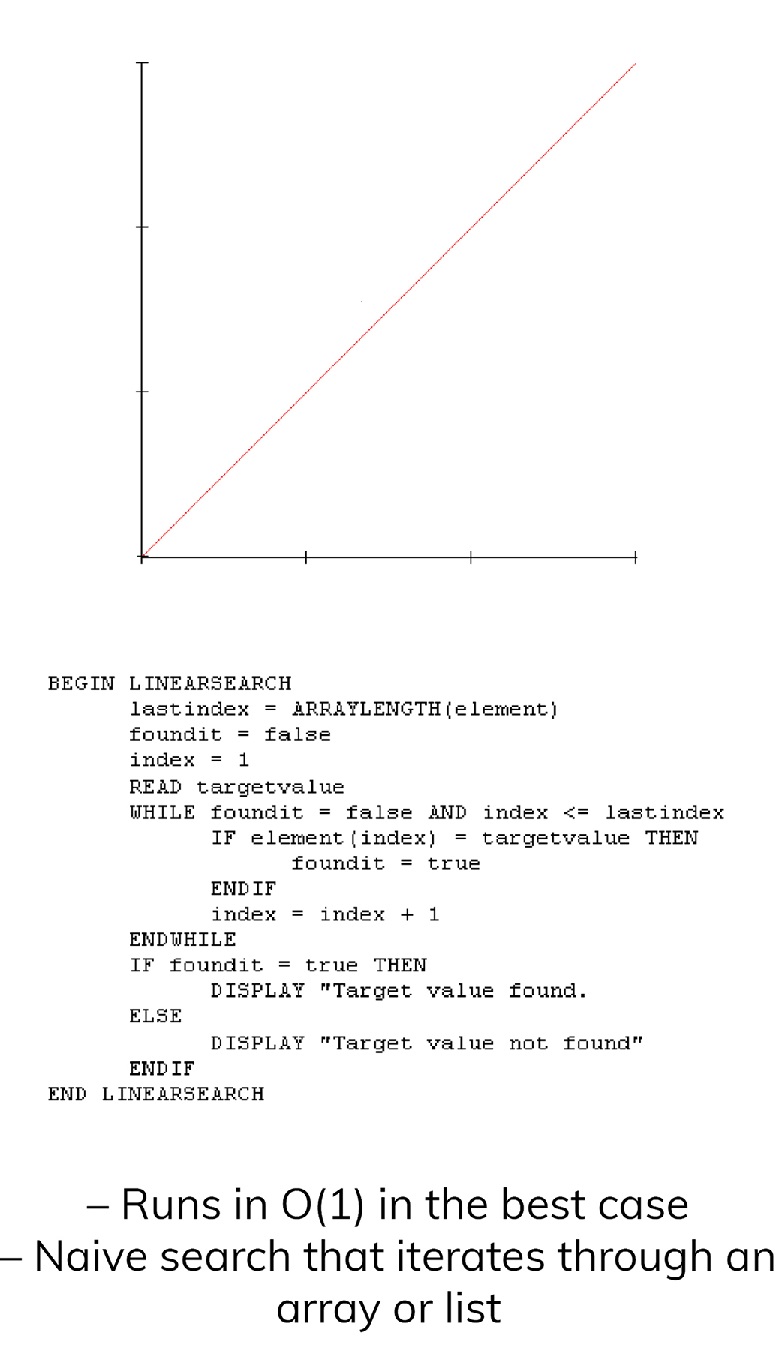 BEGIN LINEARSEARCH
lastindex = ARRAYLENGTH(element)
foundit = false
index = 1
READ targetvalue
WHILE foundit = false AND index <= lastindex
IF element(index) = targetvalue THEN
foundit = true
ENDIF
index = index + 1
ENDWHILE
IF foundit = true THEN
DISPLAY "Target value found.
ELSE
DISPLAY "Target value not found"
ENDIF
END LINEARSEARCH
– Runs in O(1) in the best case
– Naive search that iterates through an
array or list